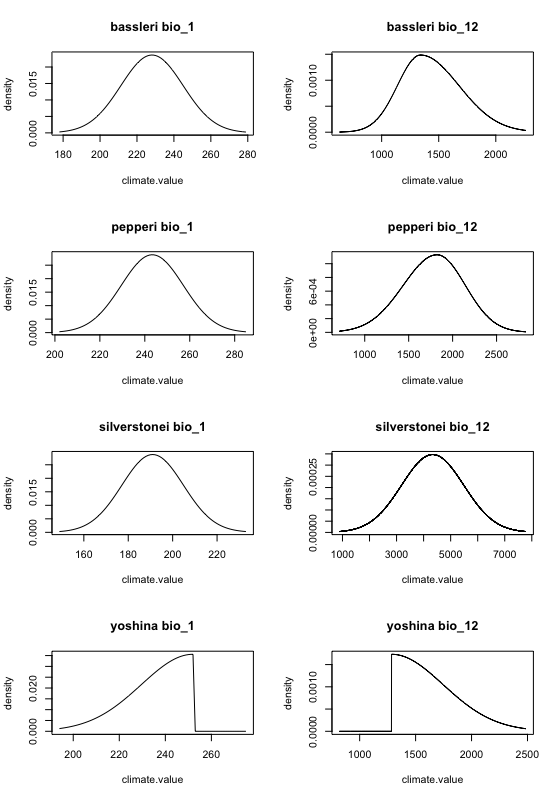 bassleri bio_1
density
0.000 0.015
180 200 220 240 260 280
climate.value
bassleri bio_12
density
0.0000 0.0010
1000 1500 2000
climate.value
pepperi bio_1
density
0.000 0.015
200 220 240 260 280
climate.value
pepperi bio_12
density
0e+00 6e-04
1000 1500 2000 2500
climate.value
silverstonei bio_1
density
0.000 0.015
160 180 200 220
climate.value
silverstonei bio_12
density
0.00000 0.00025
1000 3000 5000 7000
climate.value
yoshina bio_1
density
0.000 0.020
200 220 240 260
climate.value
yoshina bio_12
density
0.0000 0.0010
1000 1500 2000 2500
climate.value